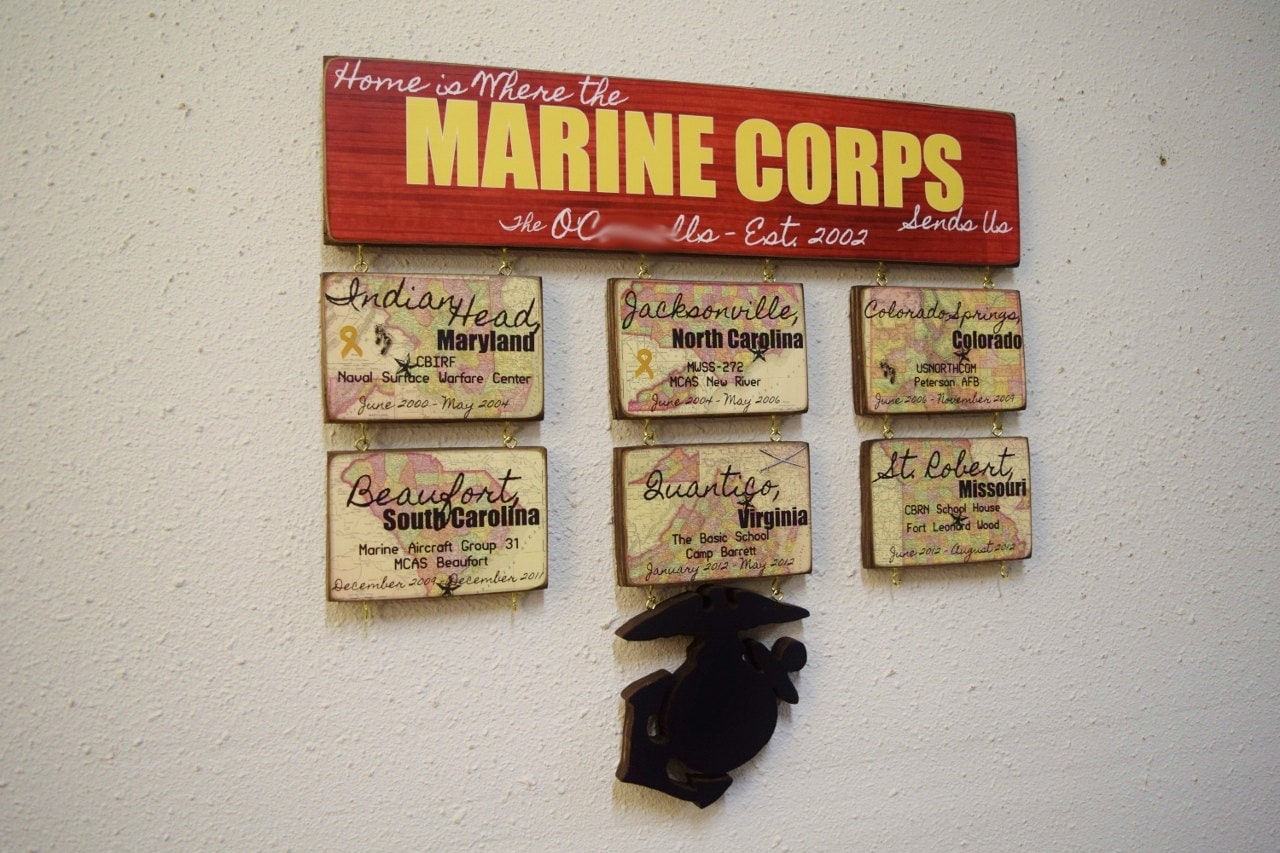 Home is Where the
MARINE CORPS
Sends Us
The - Est. 2002
Indian Head,
Maryland
CBIRF
Naval Surface Warfare Center
June 2000 - May 2004
Jacksonville,
North Carolina
MWSS-272
MCAS New River
June 2004 - May 2006
Colorado Springs,
Colorado
USNORTHCOM
Peterson AFB
June 2006 - November 2009
Beaufort,
South Carolina
Marine Aircraft Group 31
MCAS Beaufort
December 2009 - December 2011
Quantico,
Virginia
The Basic School
Camp Barrett
January 2012 - May 2012
St. Robert,
Missouri
CBRN School House
Fort Leonard Wood
June 2012 - August 2012